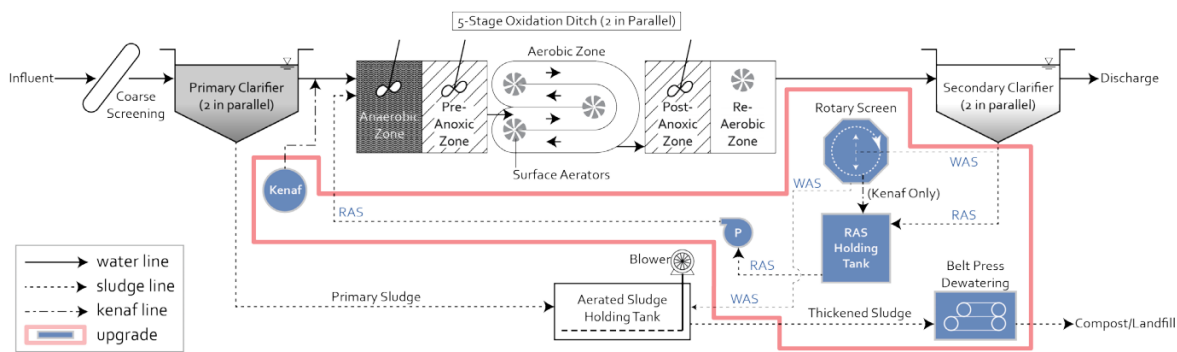 5-Stage Oxidation Ditch (2 in Parallel)
Influent
Coarse
Screening
Primary Clarifier
(2 in parallel)
Anaerobic
Zone
Pre-
Anoxic
Zone
Aerobic Zone
Surface Aerators
Post-
Anoxic
Zone
Re-
Aerobic
Zone
Secondary Clarifier
(2 in parallel)
Discharge
Rotary Screen
WAS
WAS
(Kenaf Only)
Kenaf
RAS
RAS
P
RAS
Holding
Tank
RAS
Blower
WAS
Primary Sludge
Aerated Sludge
Holding Tank
Thickened Sludge
Belt Press
Dewatering
Compost/Landfill
water line
sludge line
kenaf line
upgrade